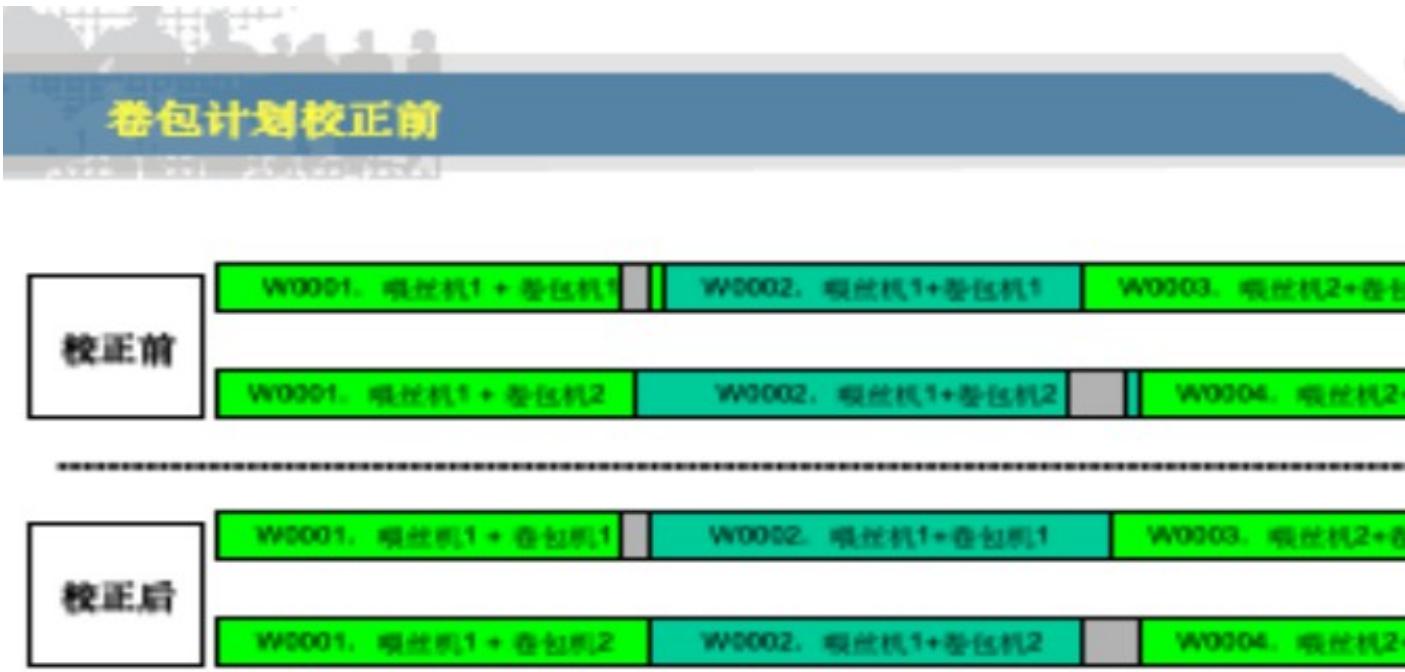 卷包计划校正前
W0001. 喂丝机1 + 卷包机1
W0002. 喂丝机1+卷包机1
W0003. 喂丝机2+卷
校正前
W0001. 喂丝机1 + 卷包机2
W0002. 喂丝机1+卷包机2
W0004. 喂丝机2+
W0001. 喂丝机1 + 卷包机1
W0002. 喂丝机1+卷包机1
W0003. 喂丝机2+
校正后
W0001. 喂丝机1 + 卷包机2
W0002. 喂丝机1+卷包机2
W0004. 喂丝机2+